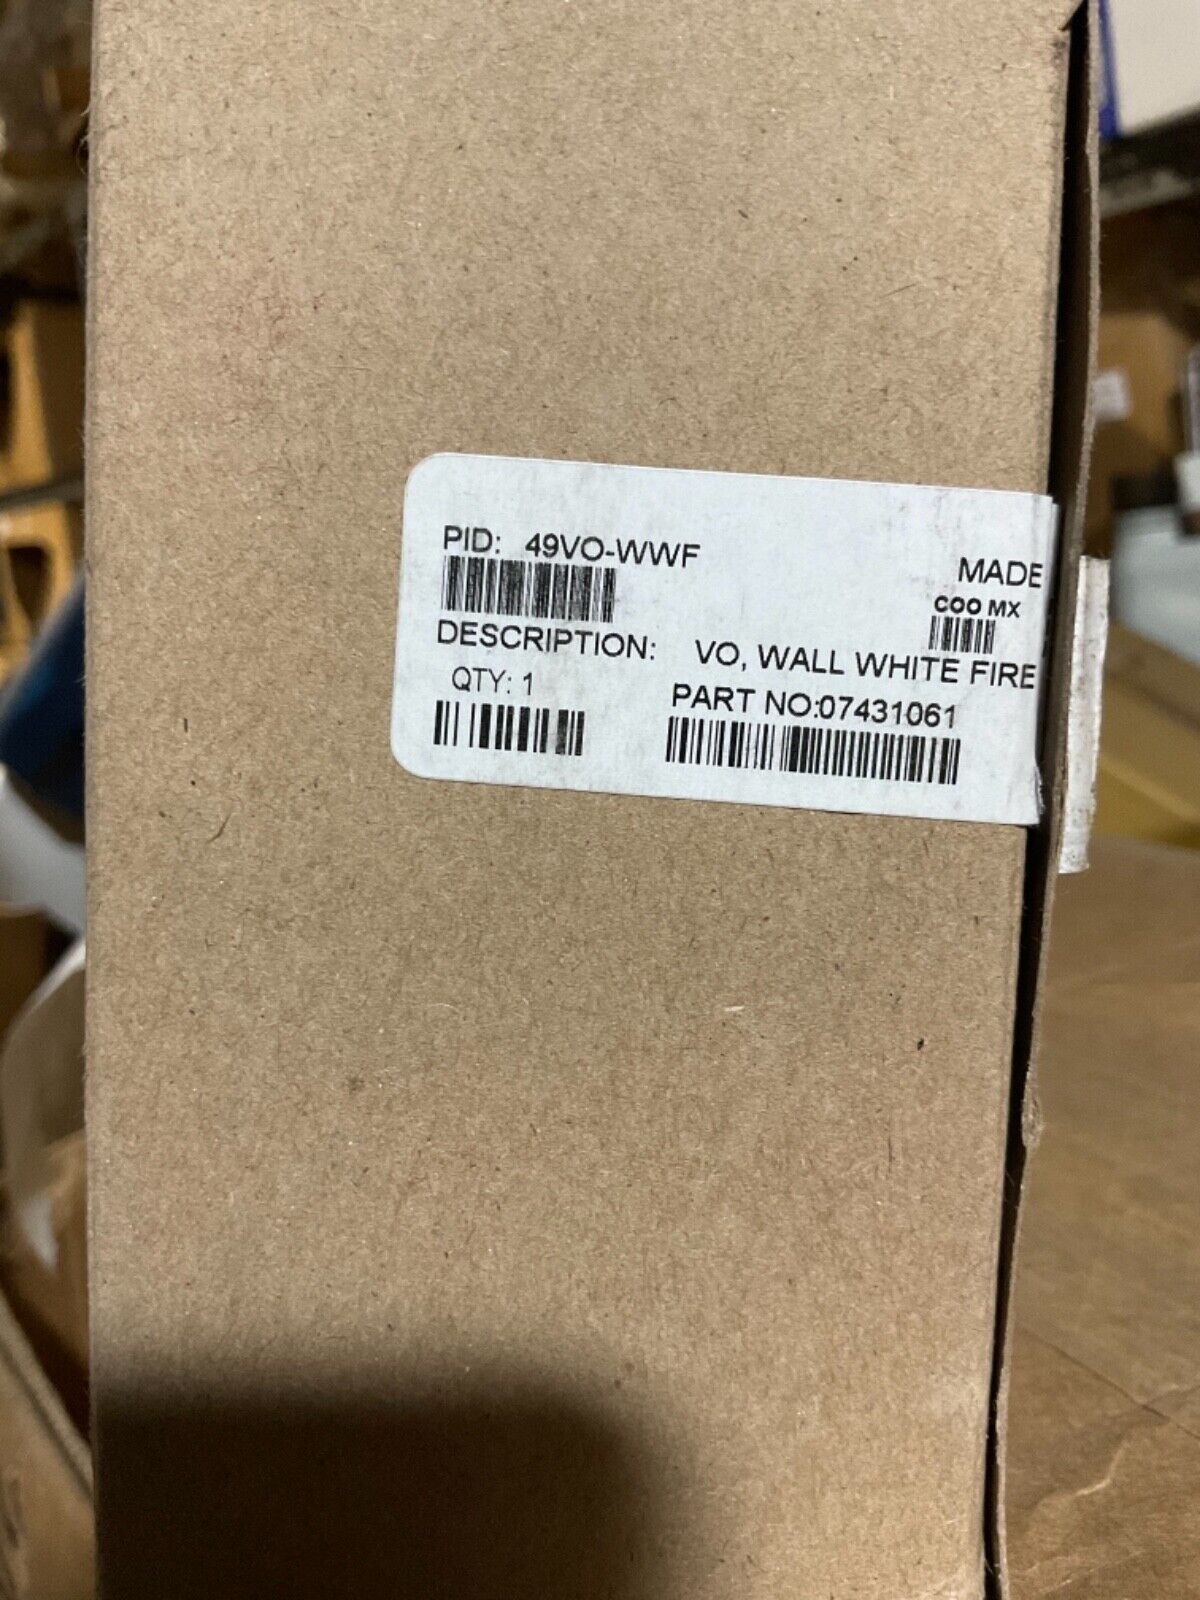 PID: 49VO-WWF
MADE
COO MX
DESCRIPTION: VO, WALL WHITE FIRE
QTY: 1
PART NO:07431061